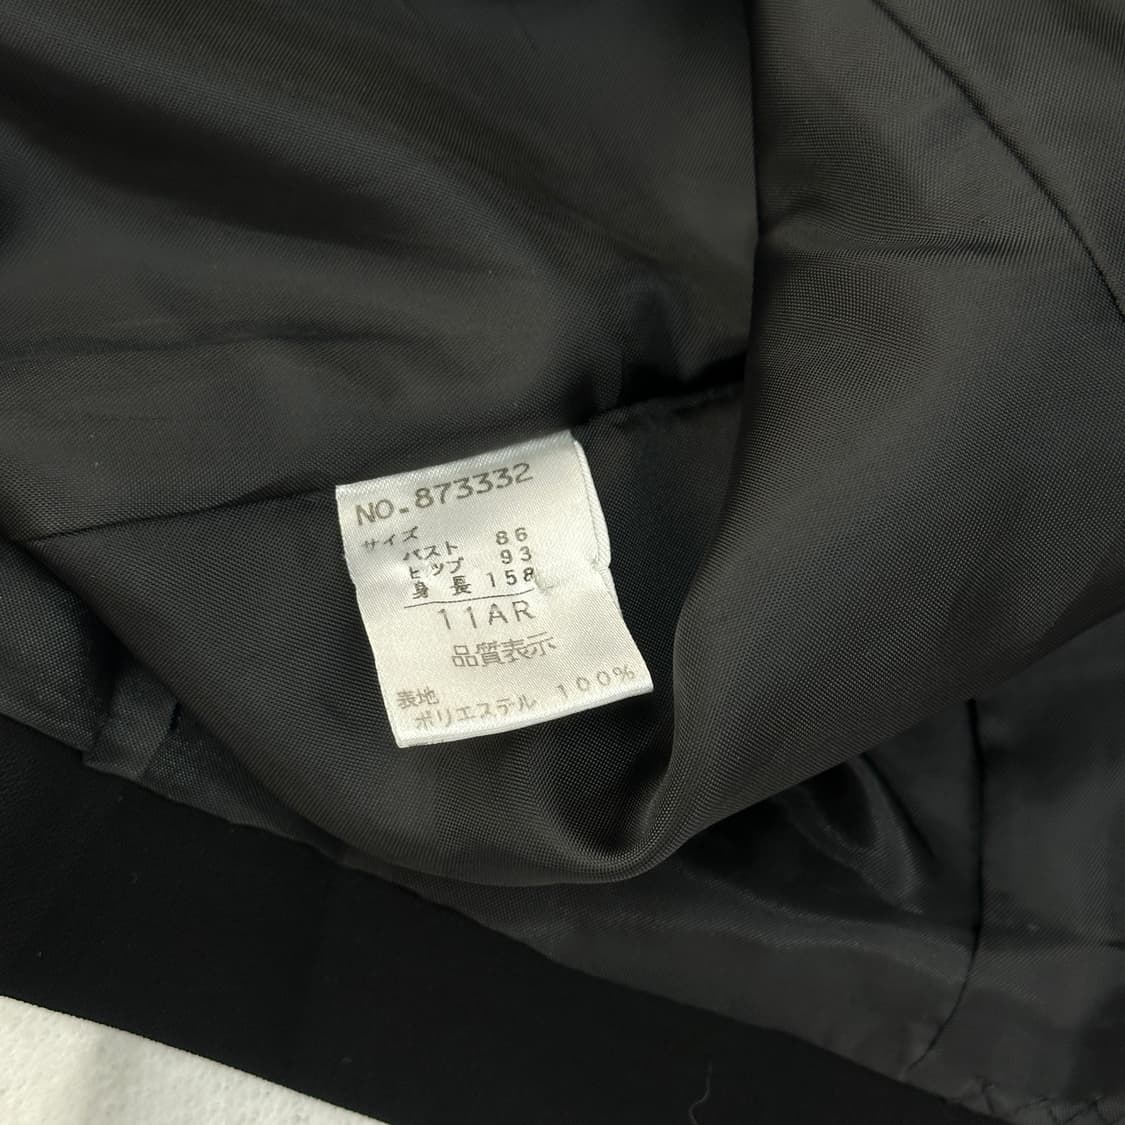 NO.873332
サイズ
バスト 86
ヒップ 93
身長 158
11AR
品質表示
表地
ポリエステル 100%